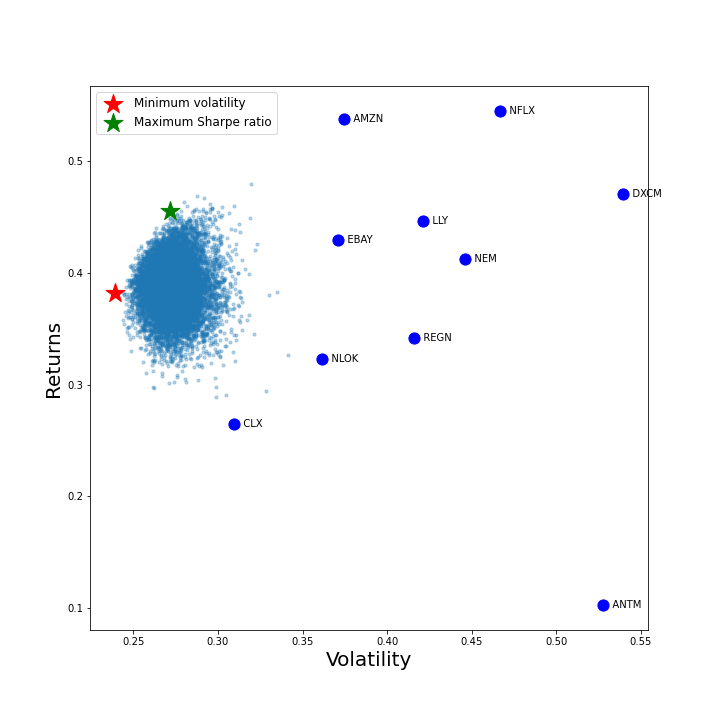 Minimum volatility
Maximum Sharpe ratio
AMZN
NFLX
DXCM
LLY
EBAY
NEM
REGN
NLOK
CLX
ANTM
0.5
0.4
0.3
0.2
0.1
Returns
0.25 0.30 0.35 0.40 0.45 0.50 0.55
Volatility